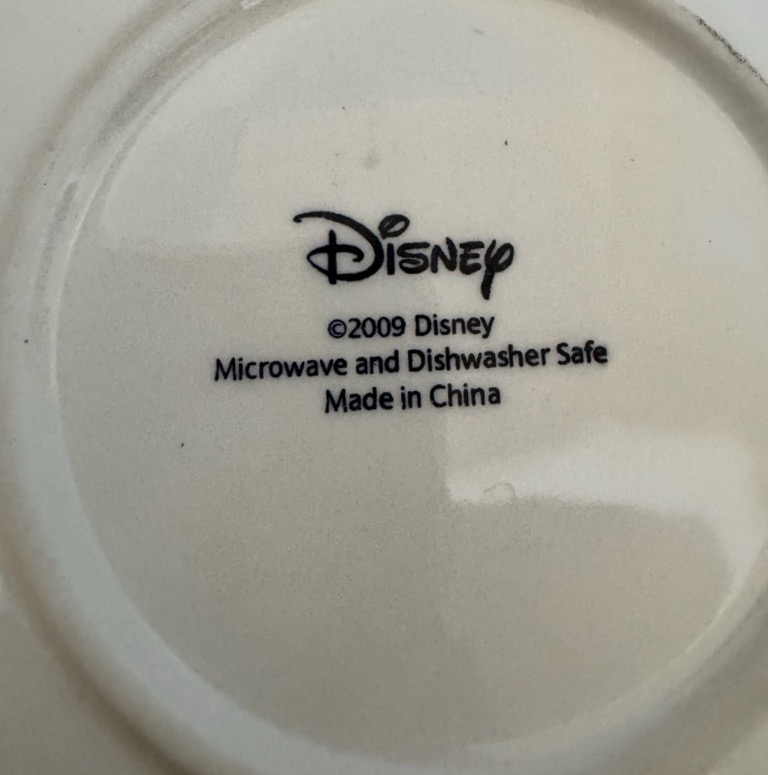 Disney
©2009 Disney
Microwave and Dishwasher Safe
Made in China